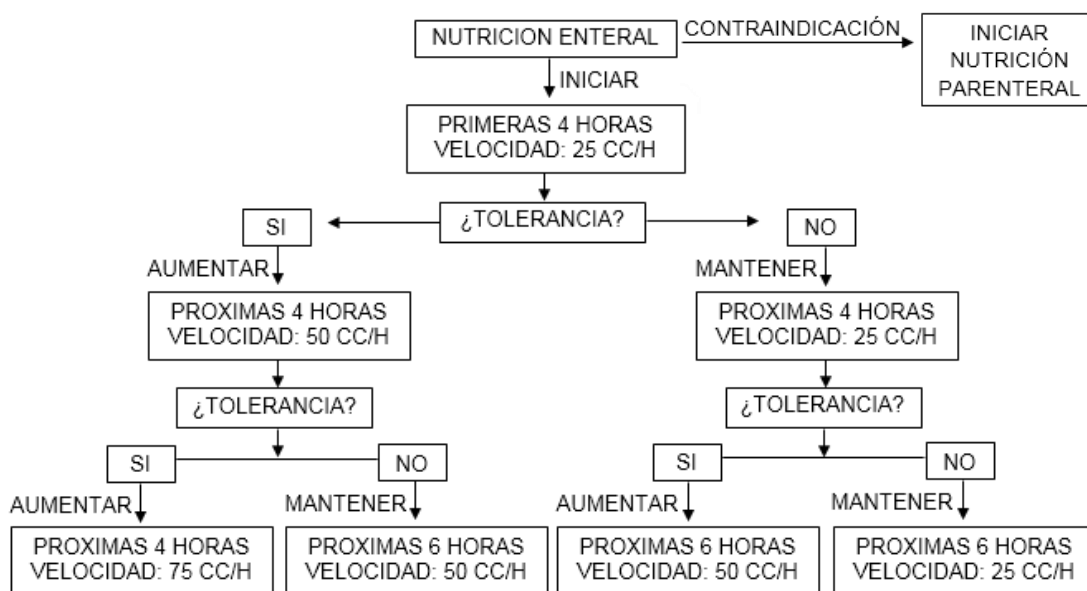 NUTRICION ENTERAL
CONTRAINDICACIÓN
INICIAR
NUTRICIÓN
PARENTERAL
INICIAR
PRIMERAS 4 HORAS
VELOCIDAD: 25 CC/H
¿TOLERANCIA?
SI
NO
AUMENTAR
MANTENER
PROXIMAS 4 HORAS
VELOCIDAD: 50 CC/H
PROXIMAS 4 HORAS
VELOCIDAD: 25 CC/H
¿TOLERANCIA?
¿TOLERANCIA?
SI
NO
SI
NO
AUMENTAR
MANTENER
AUMENTAR
MANTENER
PROXIMAS 4 HORAS
VELOCIDAD: 75 CC/H
PROXIMAS 6 HORAS
VELOCIDAD: 50 CC/H
PROXIMAS 6 HORAS
VELOCIDAD: 50 CC/H
PROXIMAS 6 HORAS
VELOCIDAD: 25 CC/H